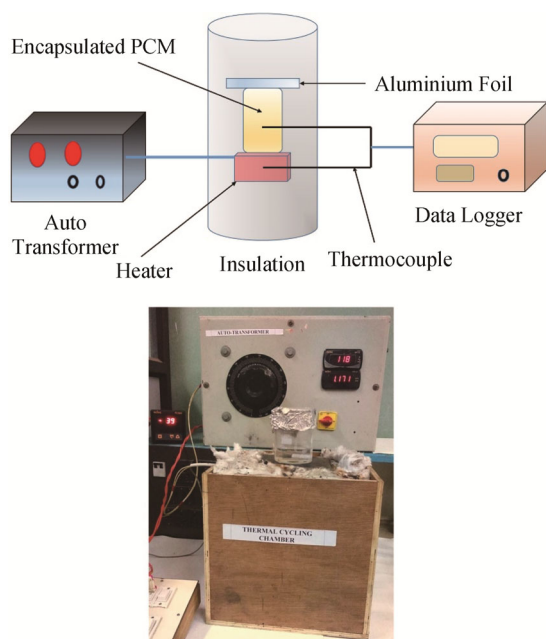 Encapsulated PCM
Aluminium Foil
Auto
Transformer
Heater
Insulation
Thermocouple
Data Logger
AUTO-TRANSFORMER
118
1.171
39
THERMAL CYCLING
CHAMBER